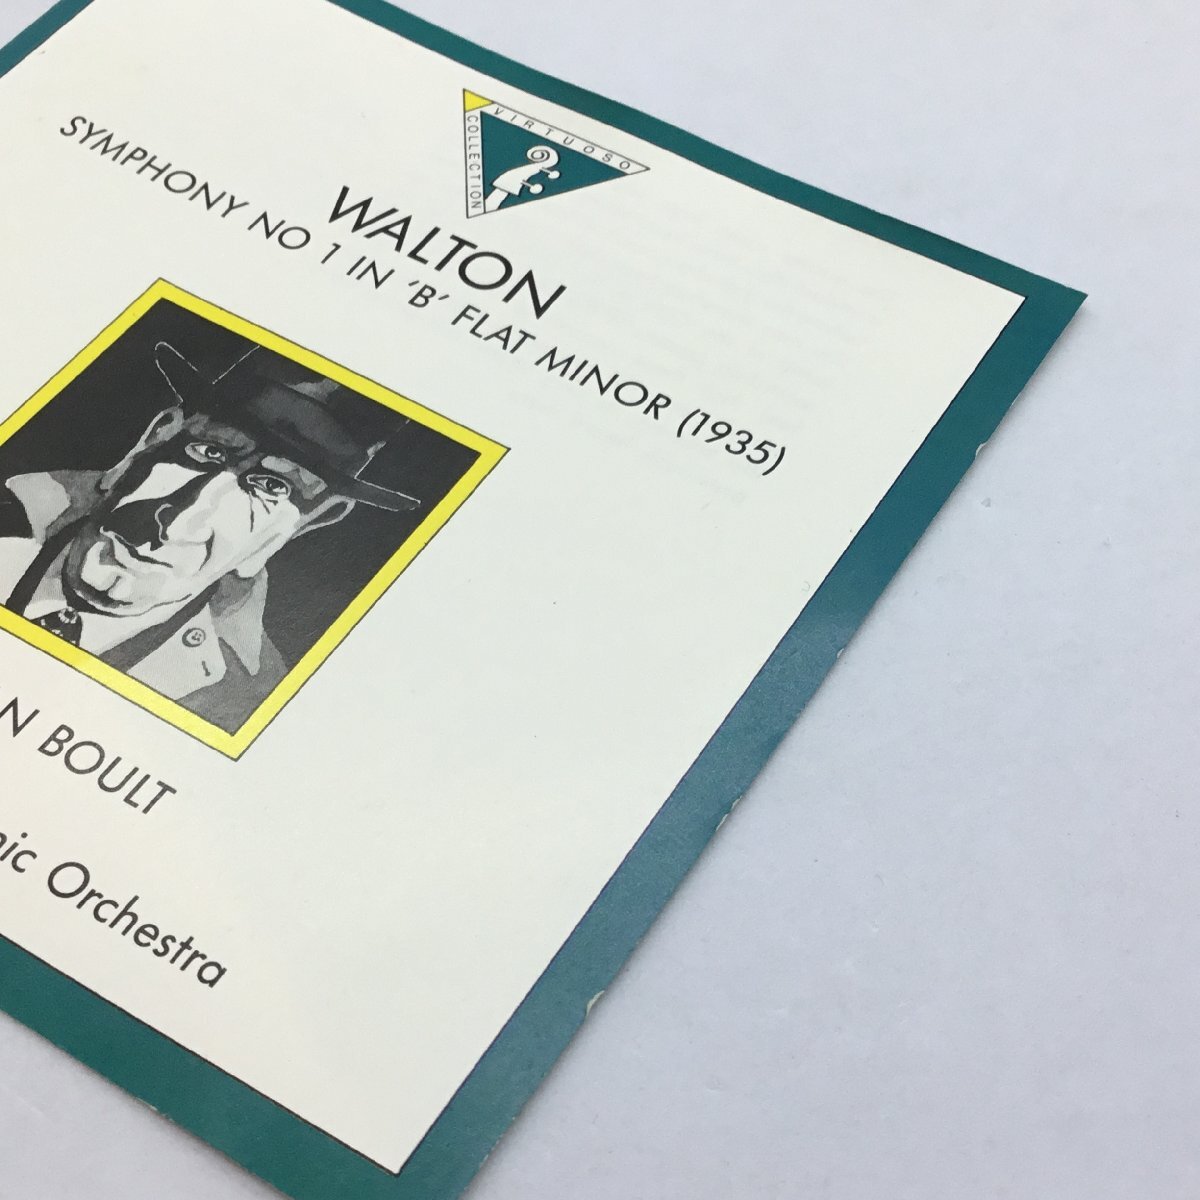 VIRTUOSO
COLLECTION
WALTON
SYMPHONY NO 1 IN 'B' FLAT MINOR (1935)
N BOULT
nic Orchestra